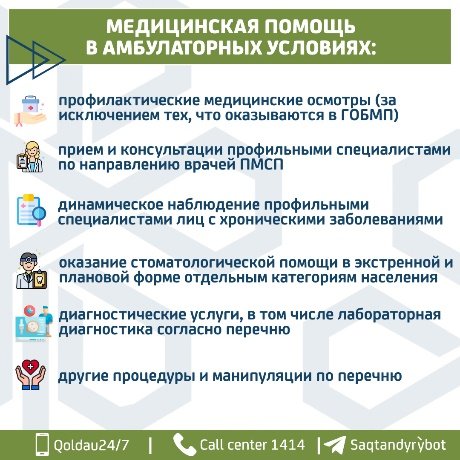 МЕДИЦИНСКАЯ ПОМОЩЬ
В АМБУЛАТОРНЫХ УСЛОВИЯХ:
профилактические медицинские осмотры (за
исключением тех, что оказываются в ГОБМП)
прием и консультации профильными специалистами
по направлению врачей ПМСП
динамическое наблюдение профильными
специалистами лиц с хроническими заболеваниями
оказание стоматологической помощи в экстренной и
плановой форме отдельным категориям населения
диагностические услуги, в том числе лабораторная
диагностика согласно перечню
другие процедуры и манипуляции по перечню
Qoldau24/7 | Call center 1414 | Saqtandyrỳbot